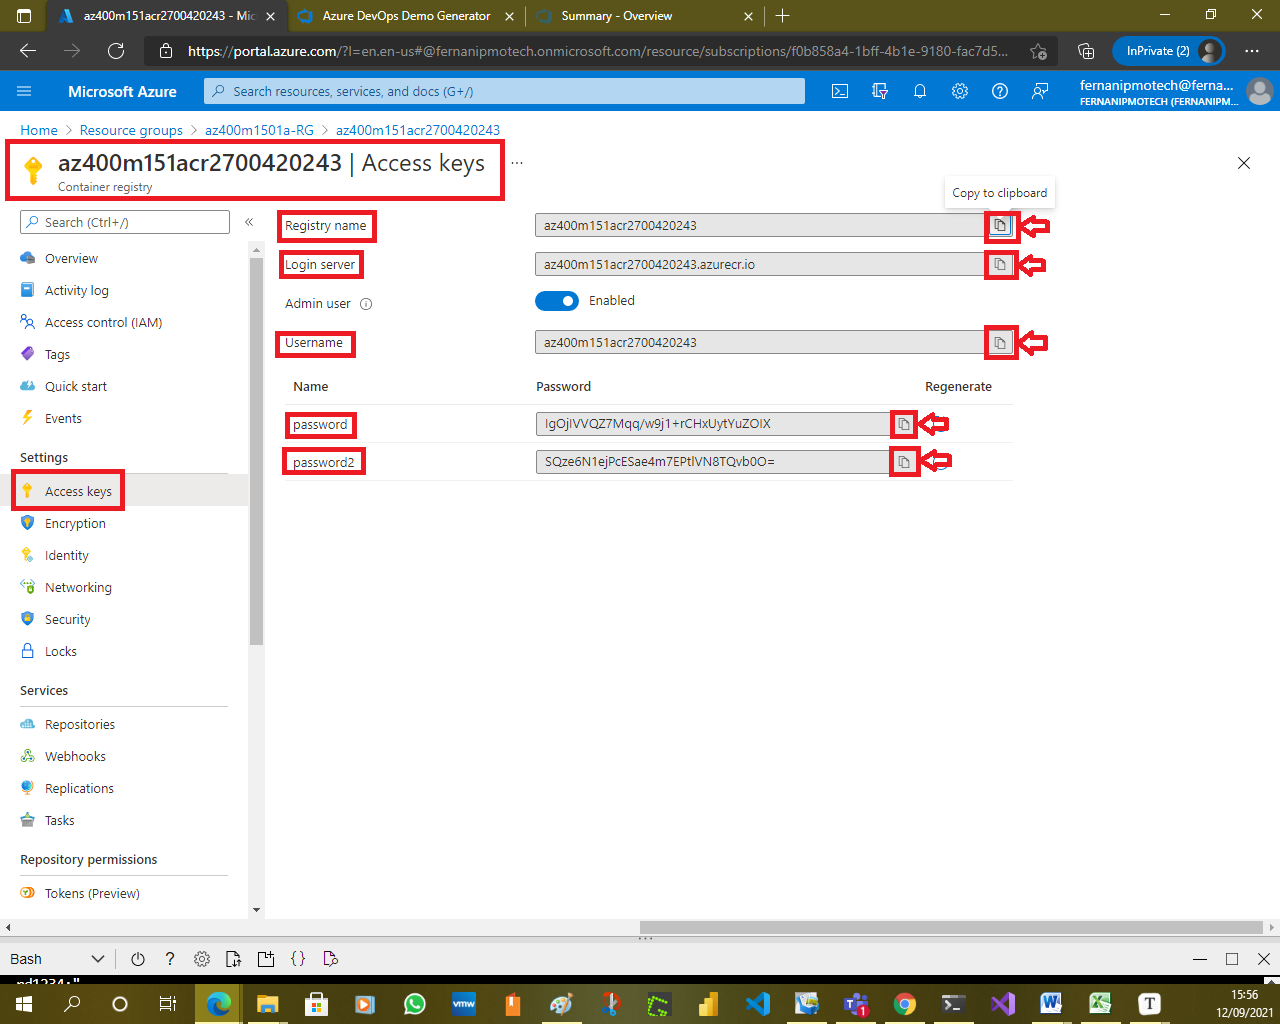 az400m151acr2700420243 - Mic
Azure DevOps Demo Generator
Summary - Overview
https://portal.azure.com/?l=en.en-us#@fernanipmotech.onmicrosoft.com/resource/subscriptions/f0b858a4-1bff-4b1e-9180-fac7d5...
InPrivate (2)
Microsoft Azure
Search resources, services, and docs (G+/)
fernanipmotech@ferna...
FERNANIPMOTECH (FERNANIPM...
Home > Resource groups > az400m1501a-RG > az400m151acr2700420243
az400m151acr2700420243 | Access keys ...
Container registry
Copy to clipboard
Search (Ctrl+/)
Overview
Activity log
Access control (IAM)
Tags
Quick start
Events
Settings
Access keys
Encryption
Identity
Networking
Security
Locks
Services
Repositories
Webhooks
Replications
Tasks
Repository permissions
Tokens (Preview)
Registry name az400m151acr2700420243
Login server az400m151acr2700420243.azurecr.io
Admin user Enabled
Username az400m151acr2700420243
Name Password Regenerate
password IgOjIVVQZ7Mqq/w9j1+rCHxUytYuZOIX
password2 SQze6N1ejPcESae4m7EPtlVN8TQvb0O=
Bash
vmw
15:56
12/09/2021